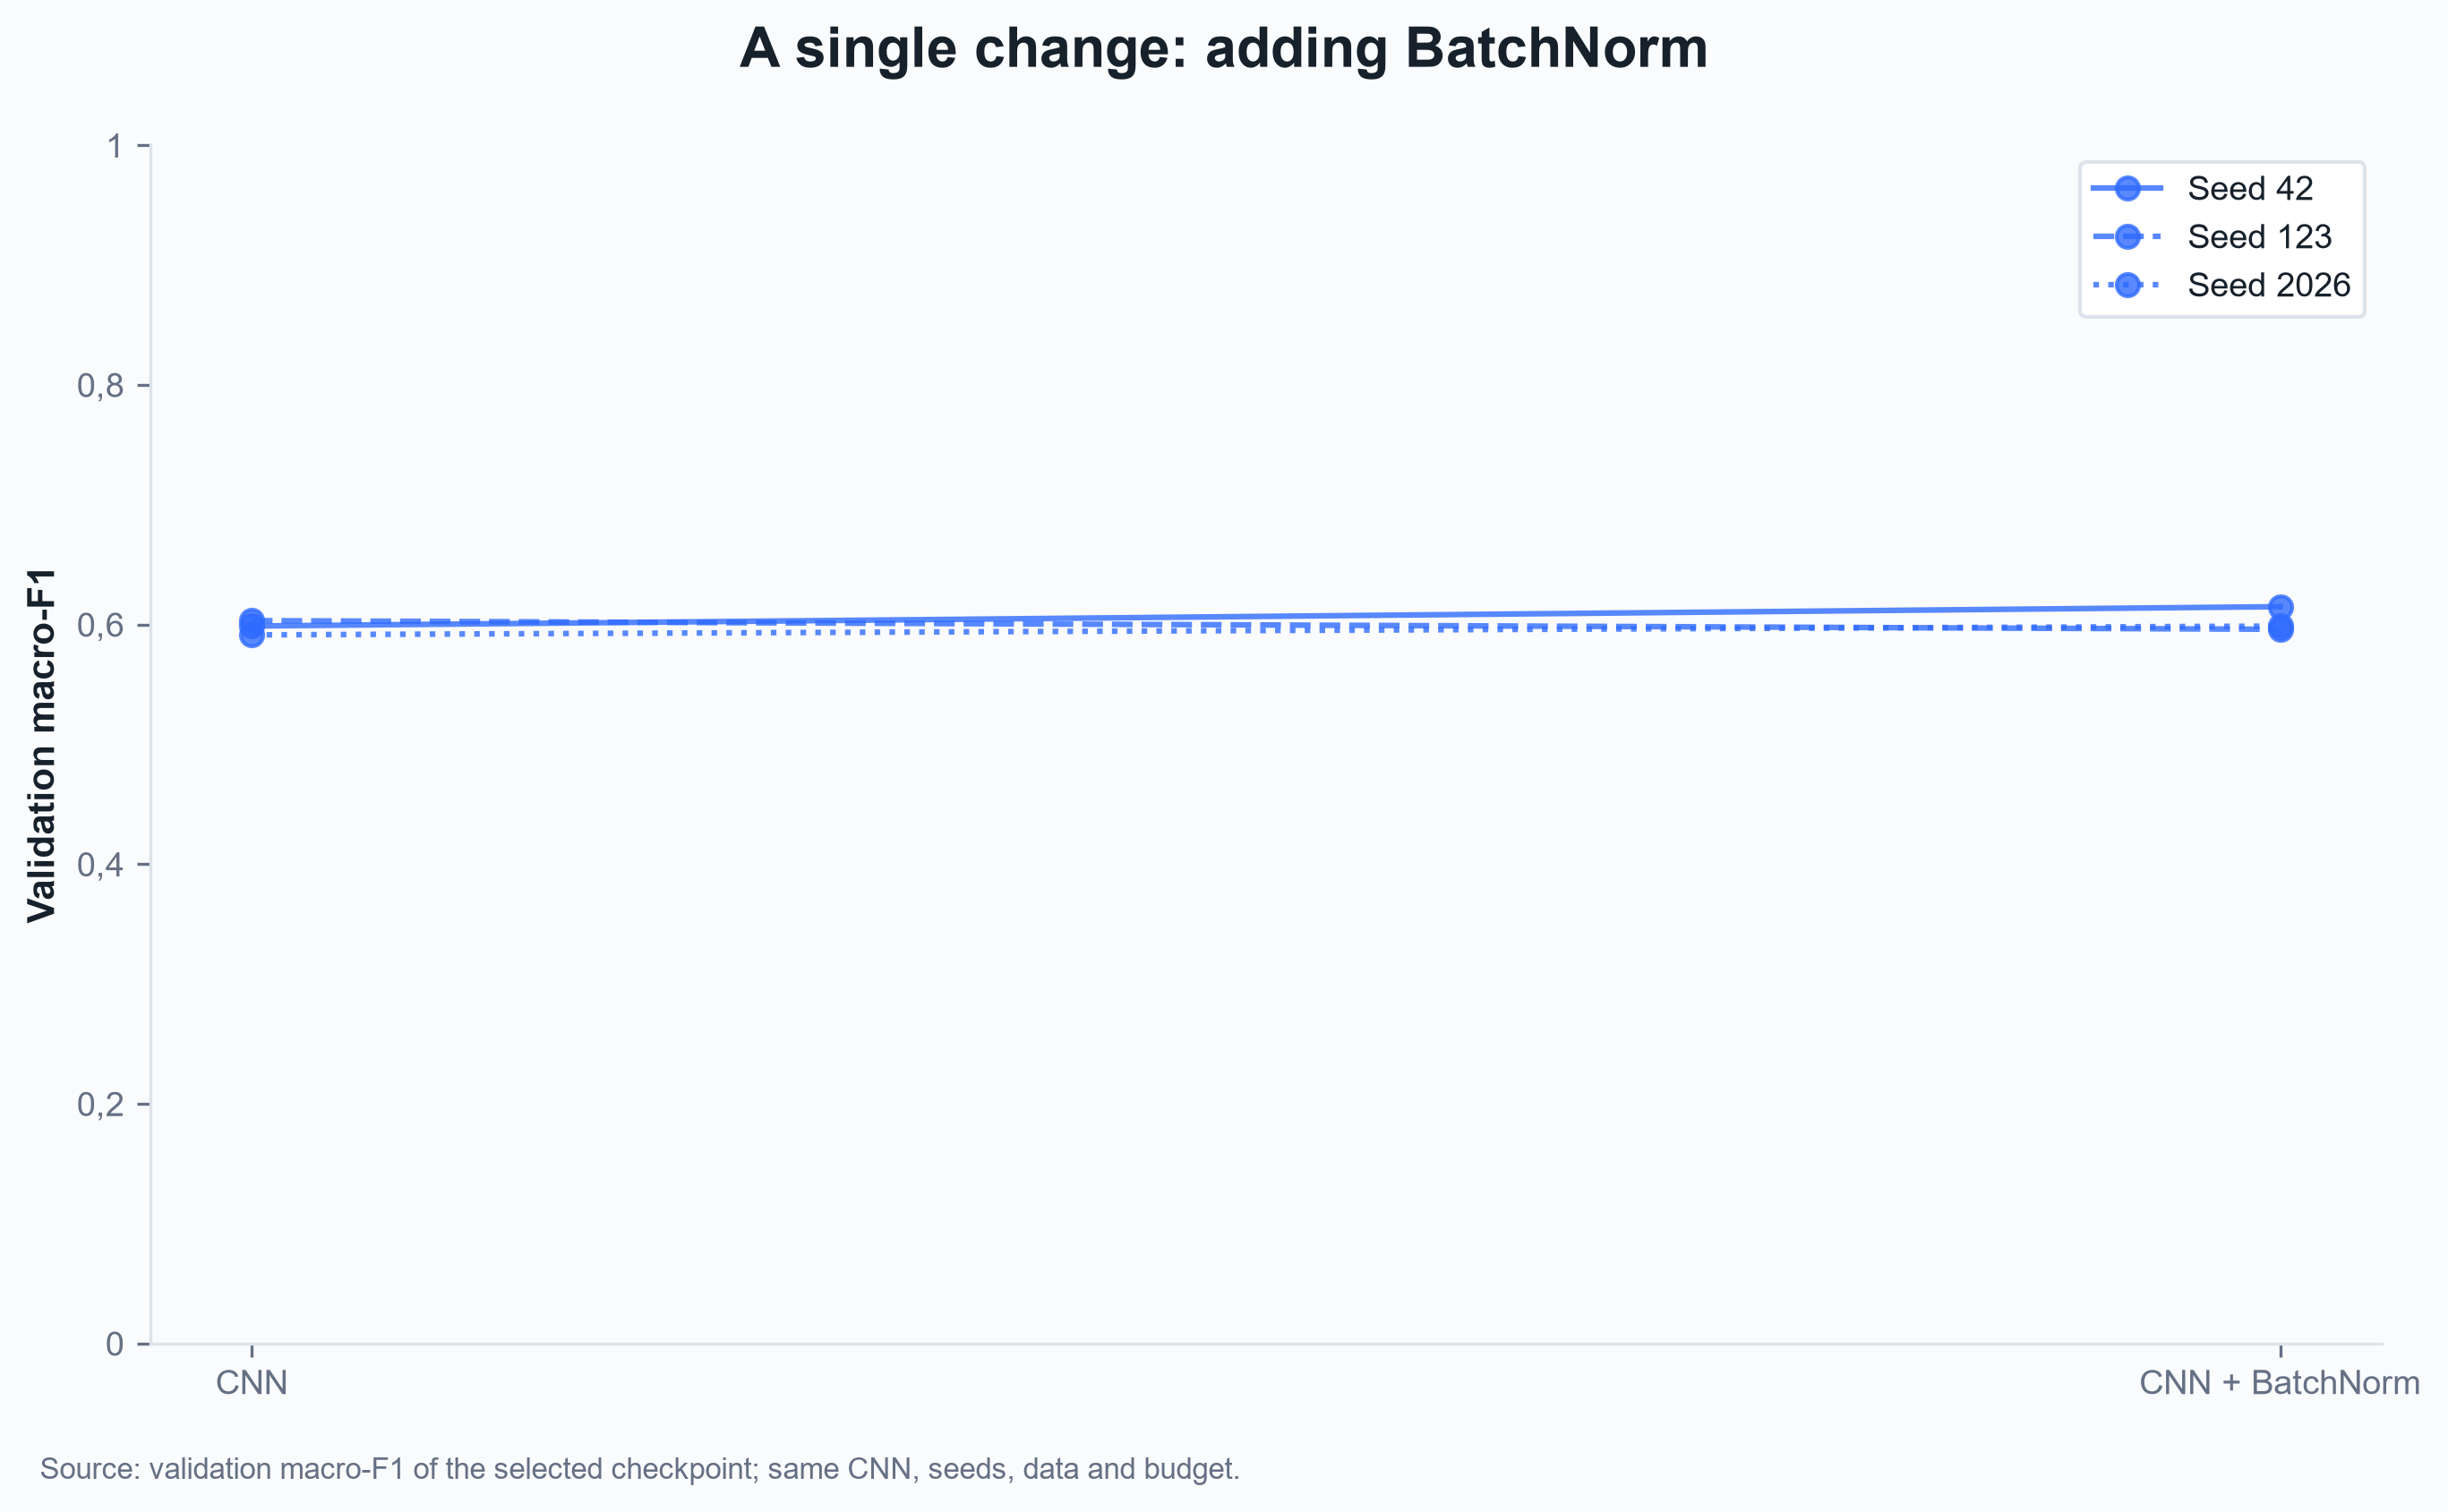 A single change: adding BatchNorm
1
0,8
0,6
0,4
0,2
0
Validation macro-F1
Seed 42
Seed 123
Seed 2026
CNN
CNN + BatchNorm
Source: validation macro-F1 of the selected checkpoint; same CNN, seeds, data and budget.